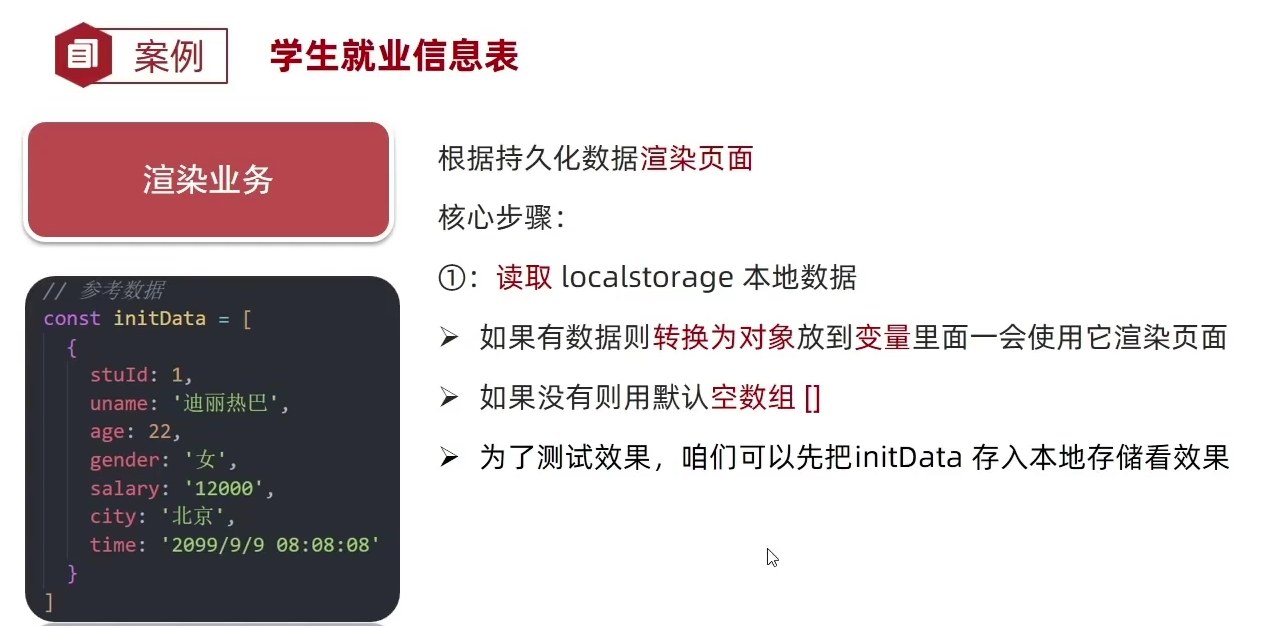 案例
学生就业信息表
渲染业务
// 参考数据
const initData = [
{
stuId: 1,
uname: '迪丽热巴',
age: 22,
gender: '女',
salary: '12000',
city: '北京',
time: '2099/9/9 08:08:08'
}
]
根据持久化数据渲染页面
核心步骤：
①：读取 localstorage 本地数据
➢ 如果有数据则转换为对象放到变量里面一会使用它渲染页面
➢ 如果没有则用默认空数组 []
➢ 为了测试效果，咱们可以先把initData 存入本地存储看效果